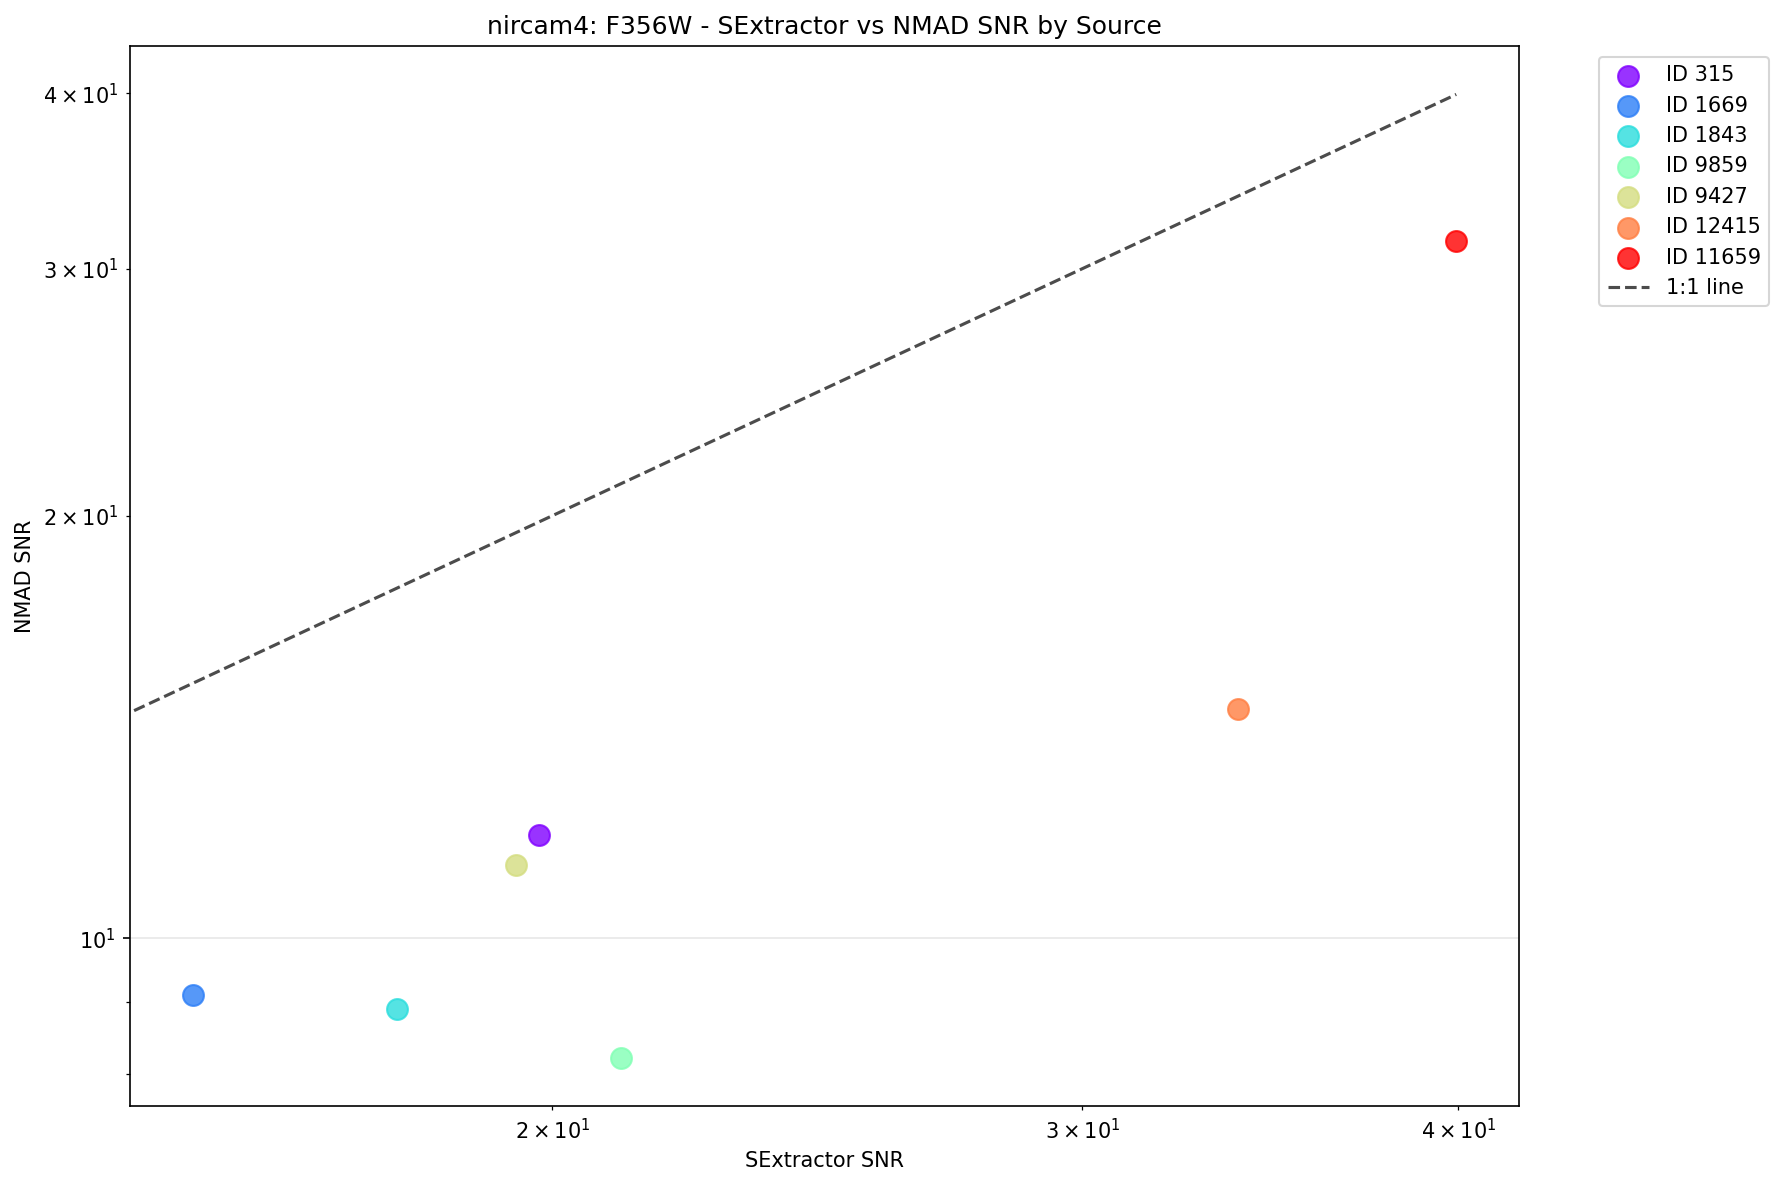 nircam4: F356W - SExtractor vs NMAD SNR by Source
4 × 10¹
3 × 10¹
2 × 10¹
10¹
NMAD SNR
2 × 10¹
3 × 10¹
4 × 10¹
SExtractor SNR
ID 315
ID 1669
ID 1843
ID 9859
ID 9427
ID 12415
ID 11659
1:1 line